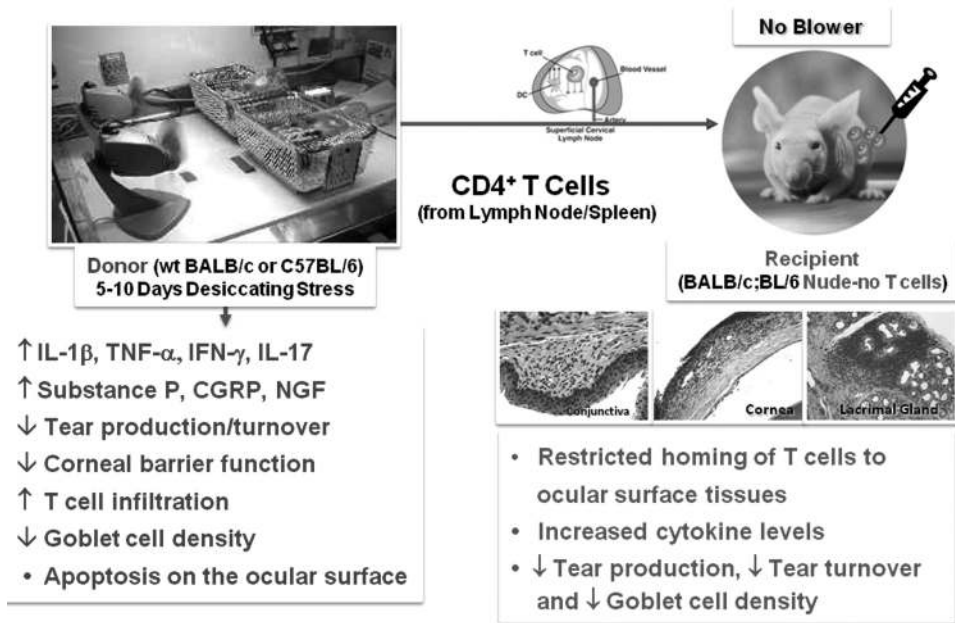 No Blower
T cell
DC
Blood Vessel
Artery
Superficial Cervical
Lymph Node
CD4⁺ T Cells
(from Lymph Node/Spleen)
Donor (wt BALB/c or C57BL/6)
5-10 Days Desiccating Stress
Recipient
(BALB/c;BL/6 Nude-no T cells)
↑ IL-1β, TNF-α, IFN-γ, IL-17
↑ Substance P, CGRP, NGF
↓ Tear production/turnover
↓ Corneal barrier function
↑ T cell infiltration
↓ Goblet cell density
• Apoptosis on the ocular surface
Conjunctiva
Cornea
Lacrimal Gland
• Restricted homing of T cells to
ocular surface tissues
• Increased cytokine levels
• ↓ Tear production, ↓ Tear turnover
and ↓ Goblet cell density